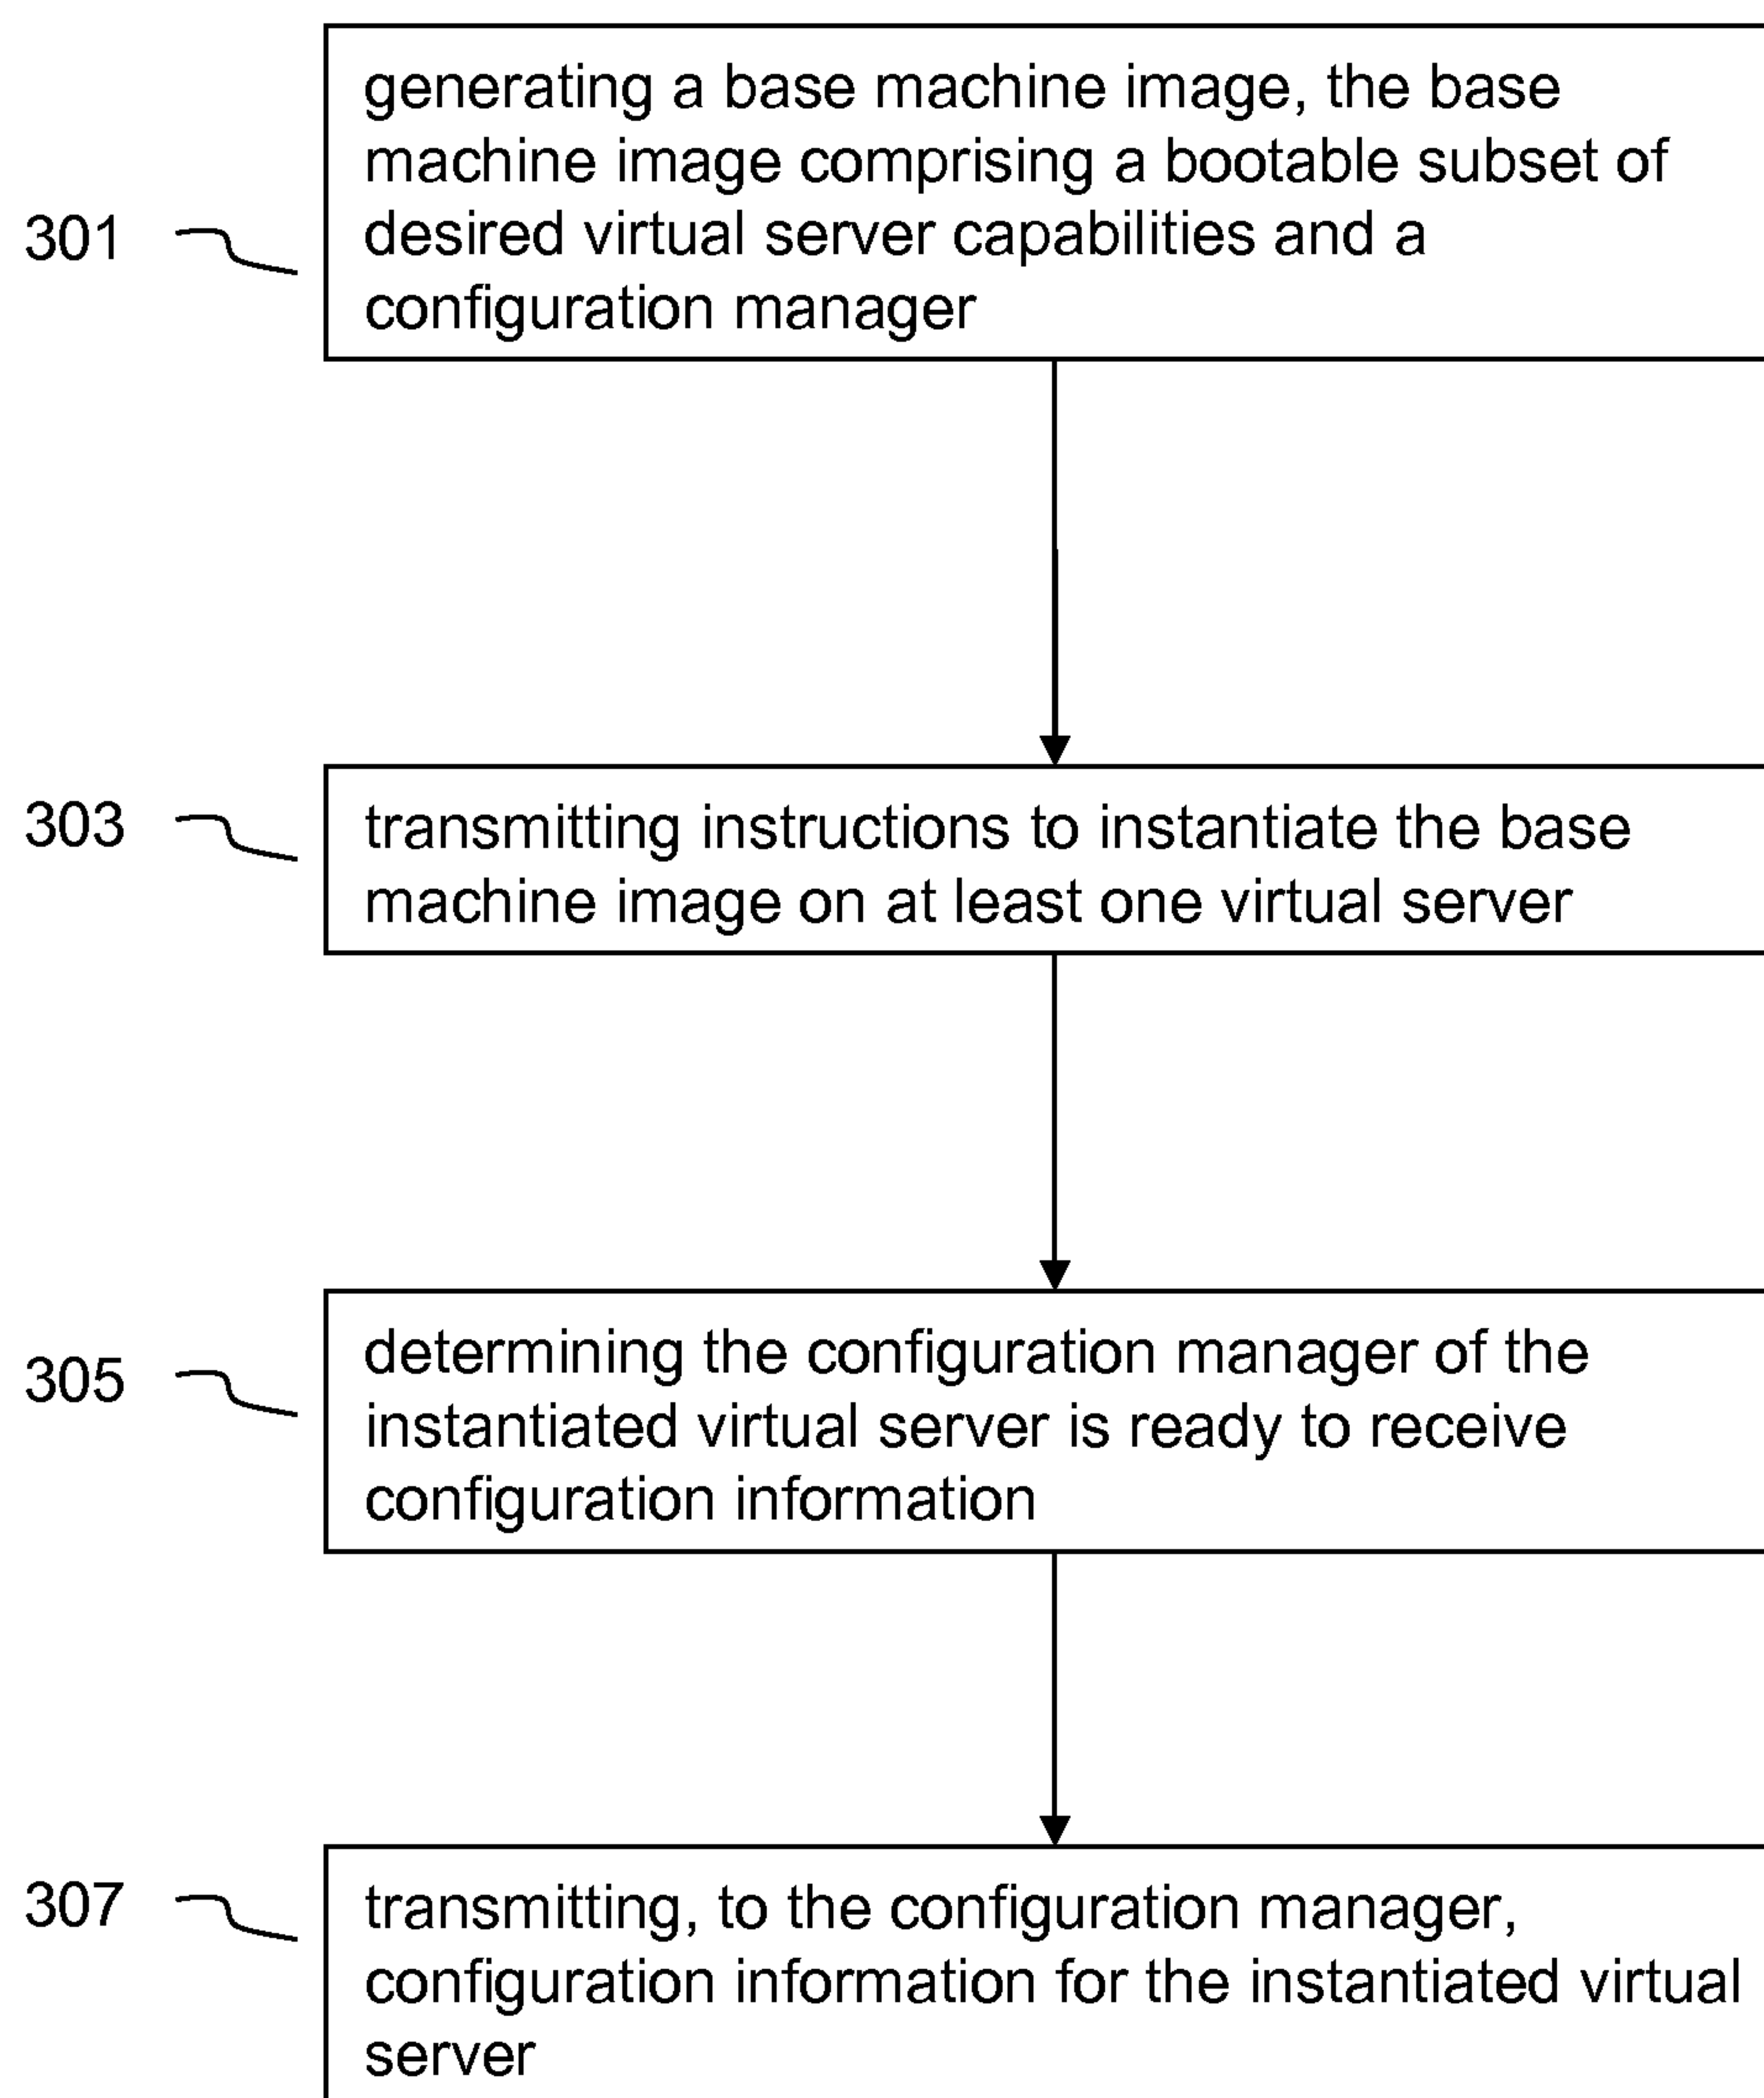 generating a base machine image, the base
machine image comprising a bootable subset of
301
desired virtual server capabilities and a
configuration manager
303
transmitting instructions to instantiate the base
machine image on at least one virtual server
305
determining the configuration manager of the
instantiated virtual server is ready to receive
configuration information
307
transmitting, to the configuration manager,
configuration information for the instantiated virtual
server